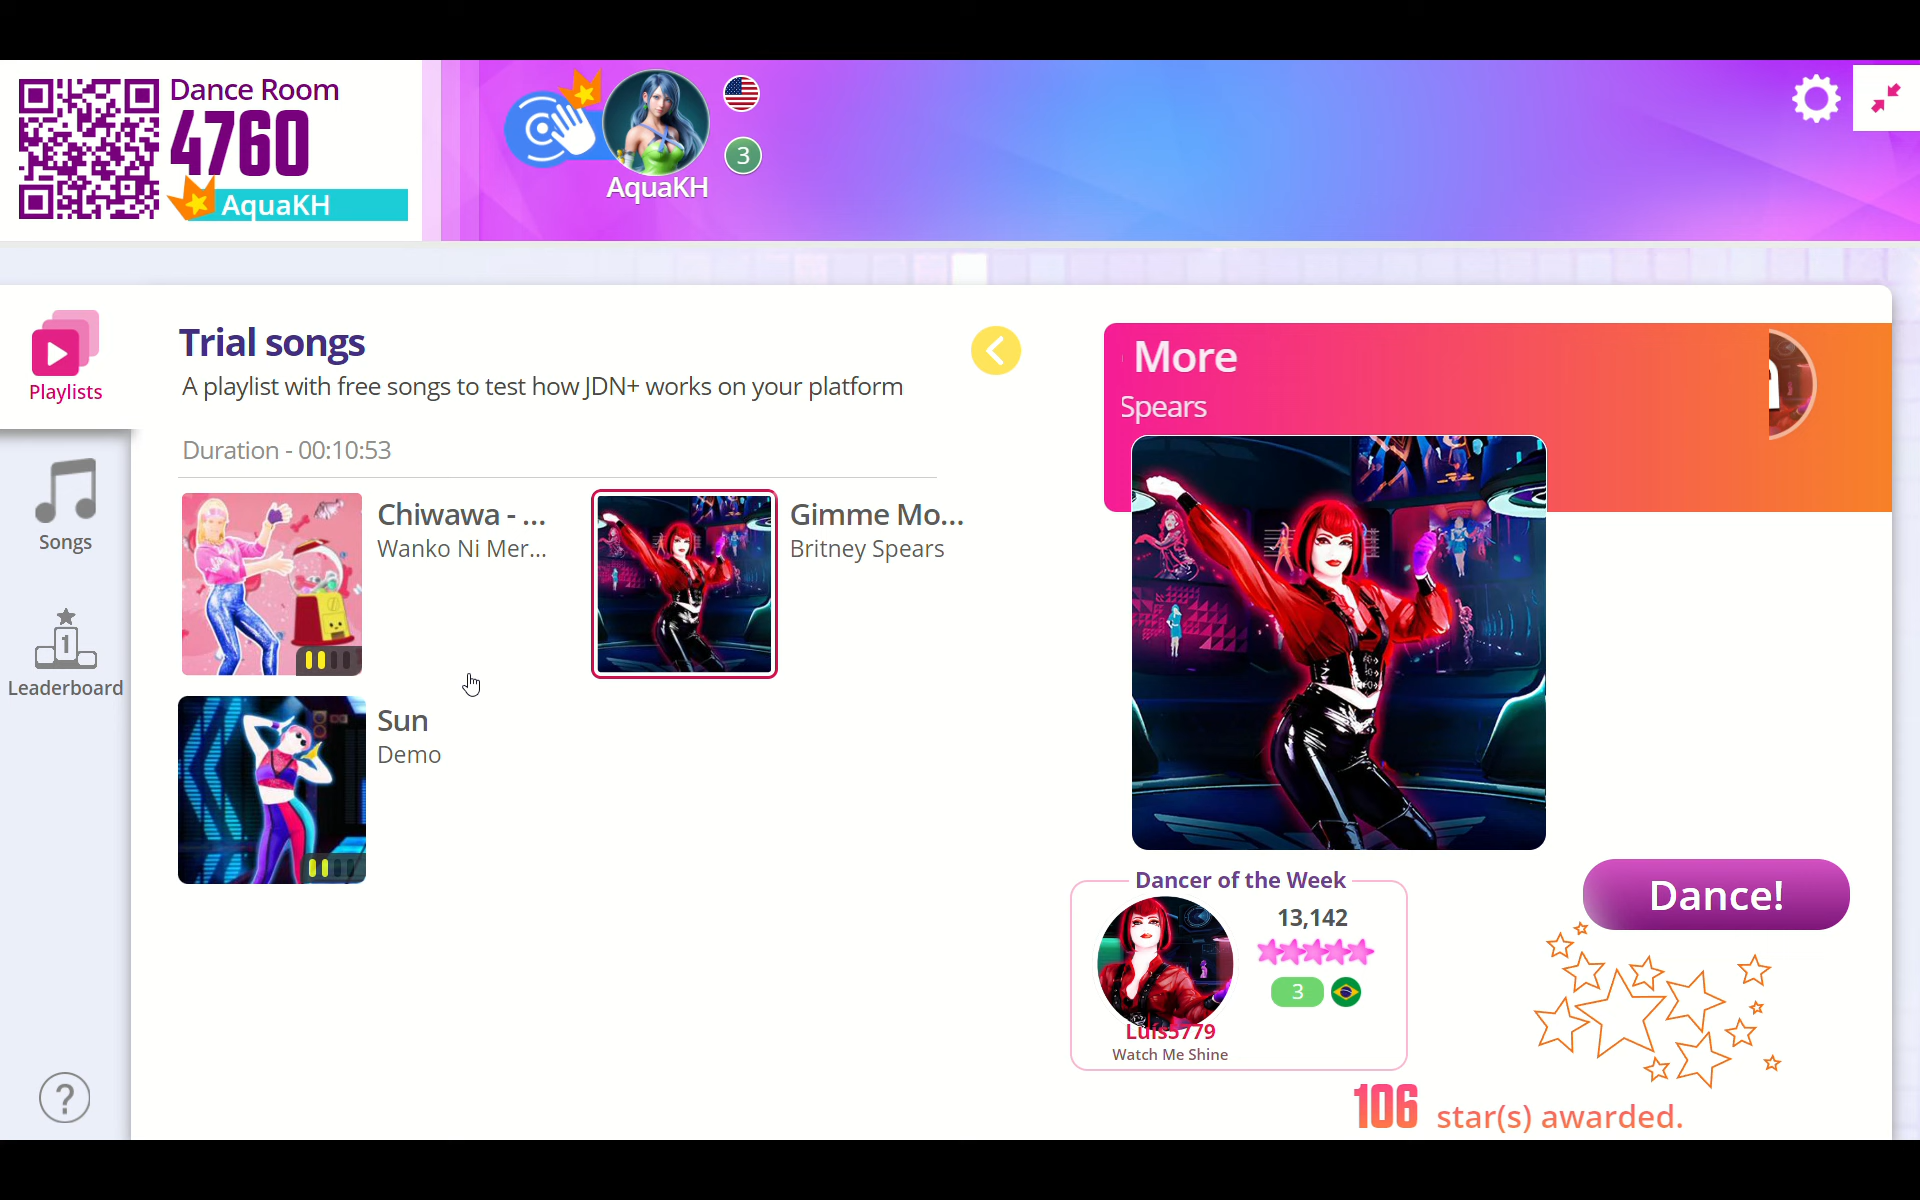 Dance Room
4760
AquaKH
AquaKH
3
Playlists
Songs
1
Leaderboard
?
Trial songs
A playlist with free songs to test how JDN+ works on your platform
Duration - 00:10:53
Chiwawa - ...
Wanko Ni Mer...
Gimme Mo...
Britney Spears
Sun
Demo
More
Spears
Dancer of the Week
13,142
3
Luis5779
Watch Me Shine
Dance!
106 star(s) awarded.